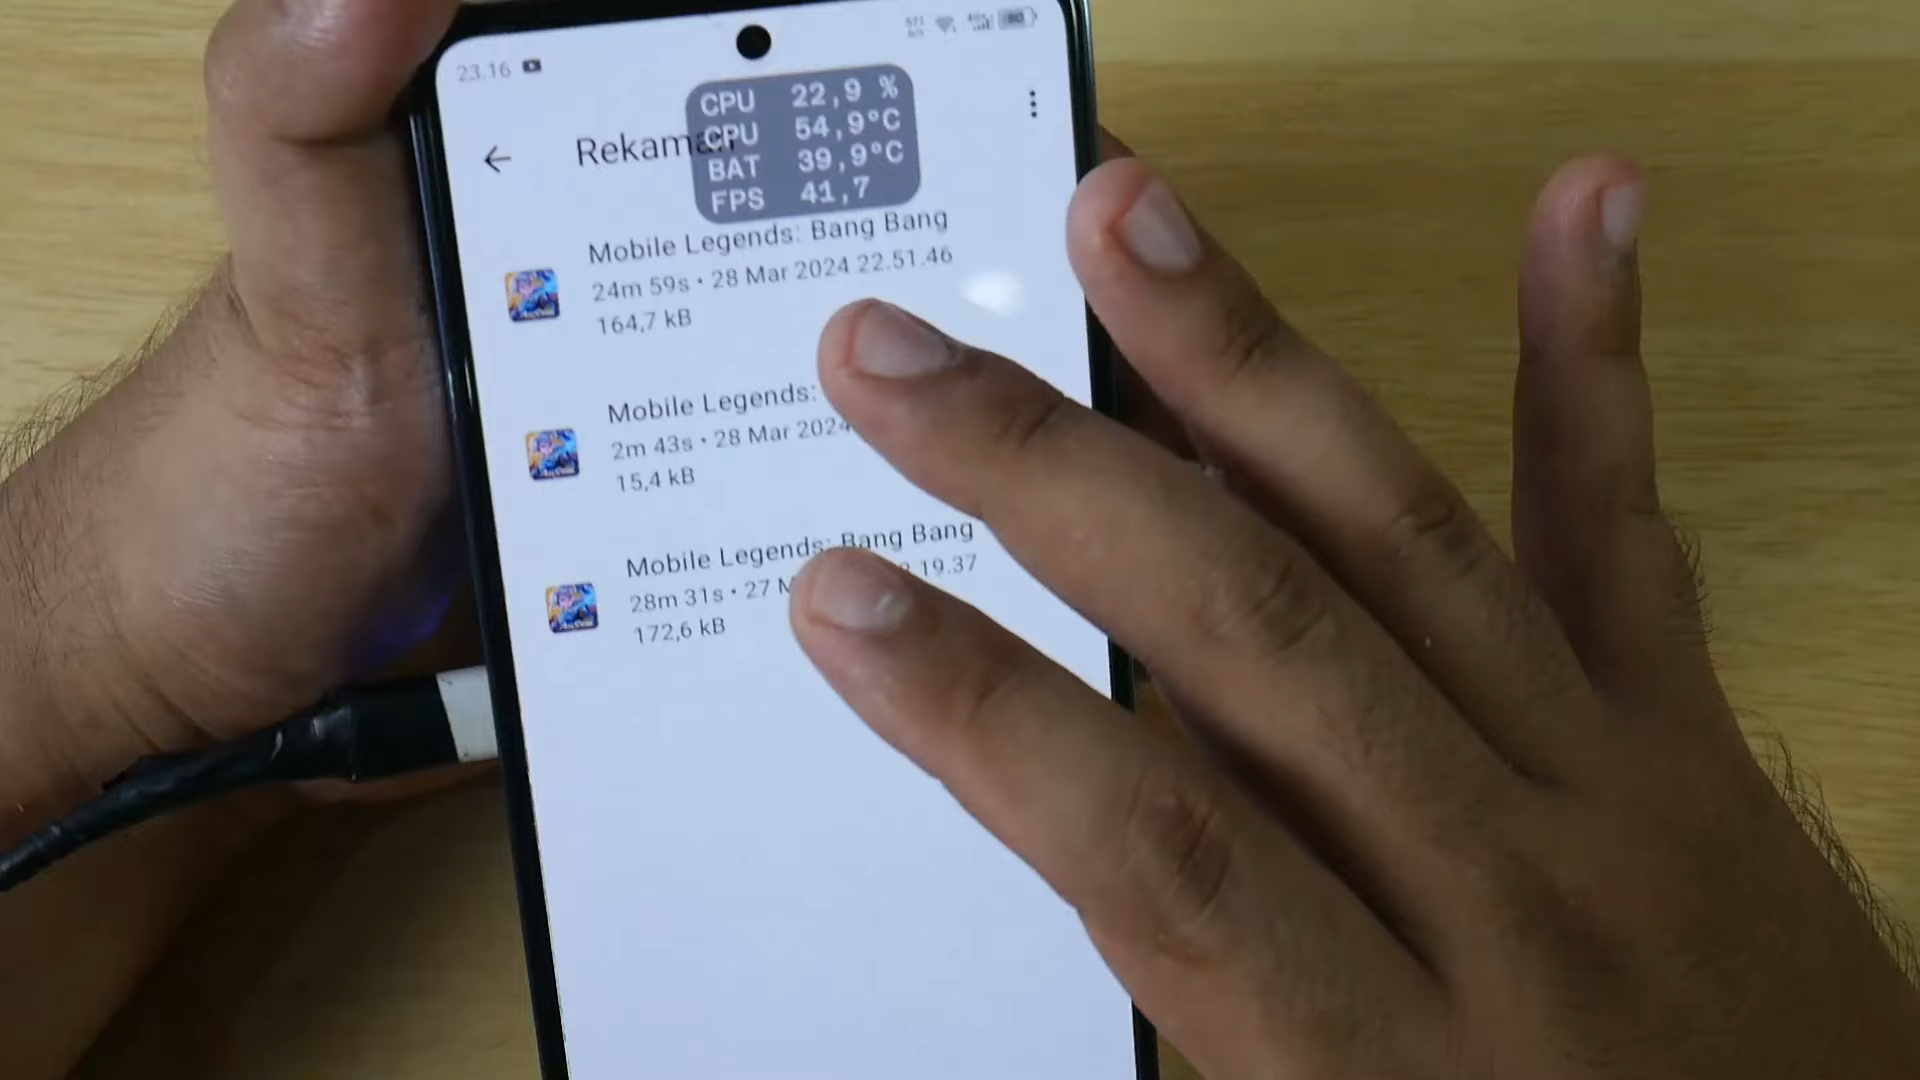 23.16
CPU 22,9 %
CPU 54,9°C
BAT 39,9°C
FPS 41,7
Mobile Legends: Bang Bang
24m 59s • 28 Mar 2024 22.51.46
164,7 kB
Mobile Legends:
2m 43s • 28 Mar 2024
15,4 kB
Mobile Legends: Bang Bang
28m 31s • 27 19.37
172,6 kB